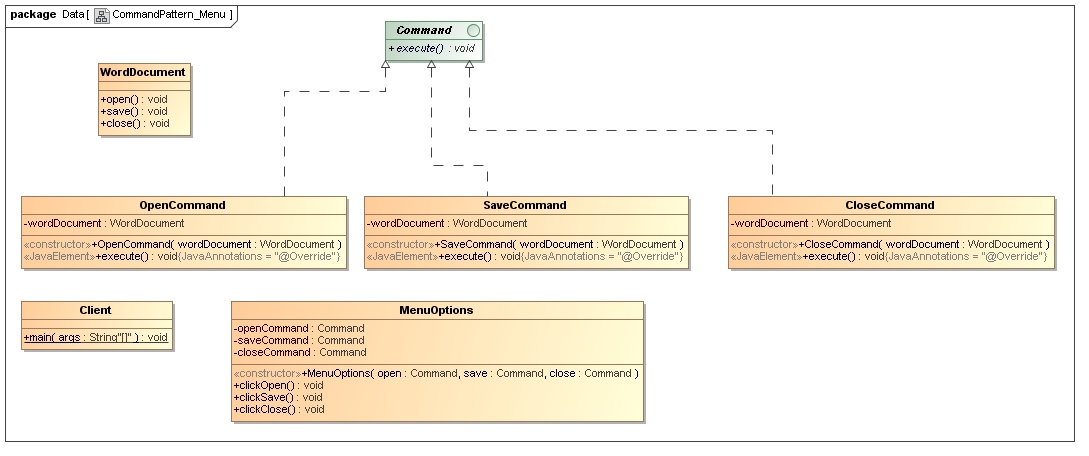 package Data [ CommandPattern_Menu ]
Command
+execute() : void
WordDocument
+open() : void
+save() : void
+close() : void
OpenCommand
-wordDocument : WordDocument
«constructor»+OpenCommand( wordDocument : WordDocument )
«JavaElement»+execute() : void{JavaAnnotations = "@Override"}
SaveCommand
-wordDocument : WordDocument
«constructor»+SaveCommand( wordDocument : WordDocument )
«JavaElement»+execute() : void{JavaAnnotations = "@Override"}
CloseCommand
-wordDocument : WordDocument
«constructor»+CloseCommand( wordDocument : WordDocument )
«JavaElement»+execute() : void{JavaAnnotations = "@Override"}
Client
+main( args : String"[]" ) : void
MenuOptions
-openCommand : Command
-saveCommand : Command
-closeCommand : Command
«constructor»+MenuOptions( open : Command, save : Command, close : Command )
+clickOpen() : void
+clickSave() : void
+clickClose() : void